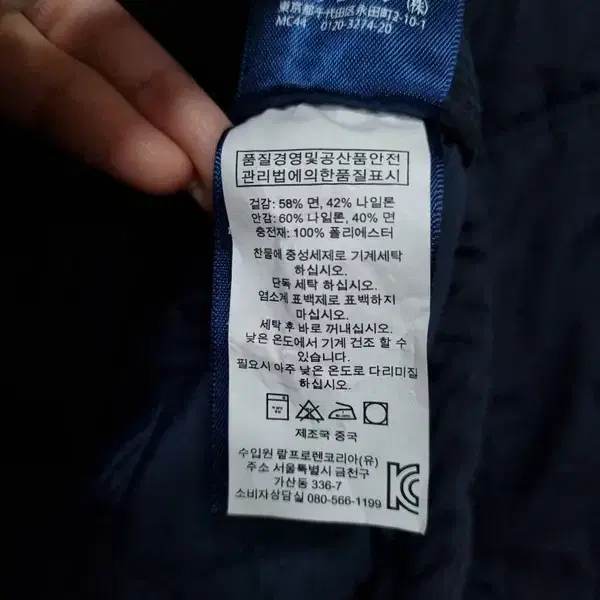 (株)
東京都千代田区永田町2-10-1
MC44 0120-3274-20
품질경영및공산품안전
관리법에의한품질표시
겉감: 58% 면, 42% 나일론
안감: 60% 나일론, 40% 면
충전재: 100% 폴리에스터
찬물에 중성세제로 기계세탁
하십시오.
단독 세탁 하십시오.
염소계 표백제로 표백하지
마십시오.
세탁 후 바로 꺼내십시오.
낮은 온도에서 기계 건조 할 수
있습니다.
필요시 아주 낮은 온도로 다리미질
하십시오.
제조국 중국
수입원 랄프로렌코리아(유)
주소 서울특별시 금천구
가산동 336-7
소비자상담실 080-566-1199